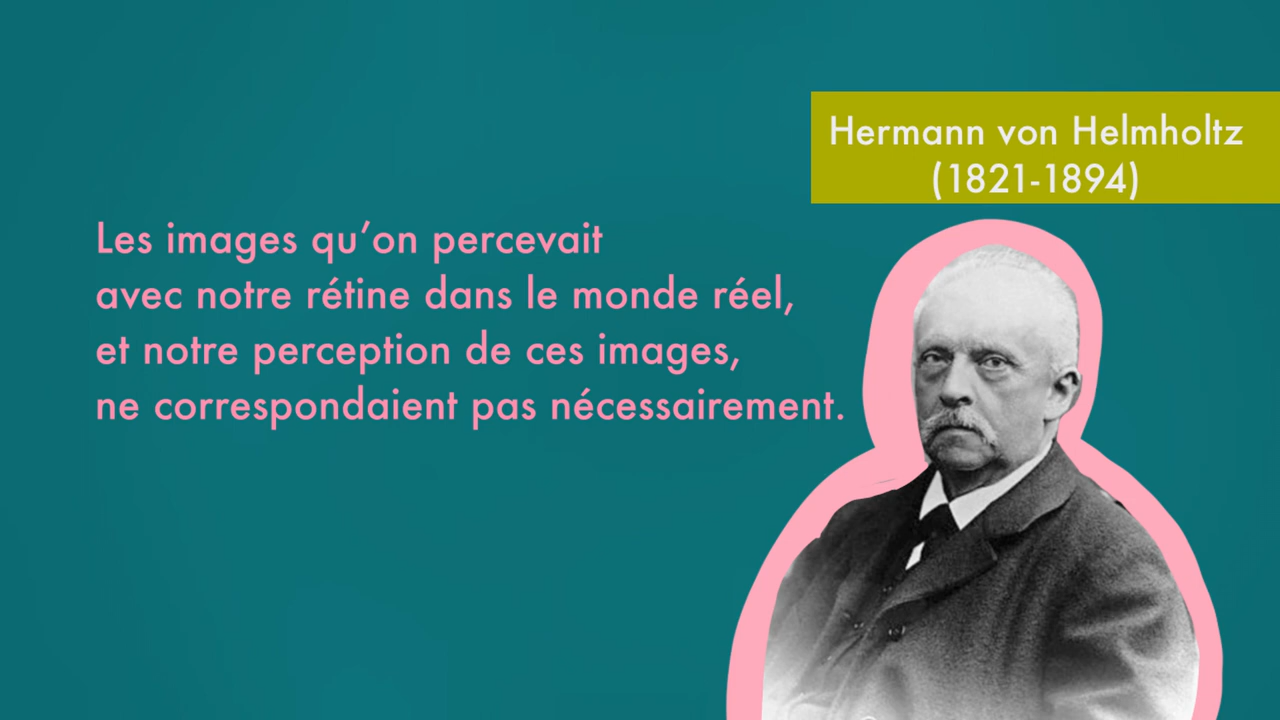 Hermann von Helmholtz
(1821-1894)
Les images qu’on percevait
avec notre rétine dans le monde réel,
et notre perception de ces images,
ne correspondaient pas nécessairement.